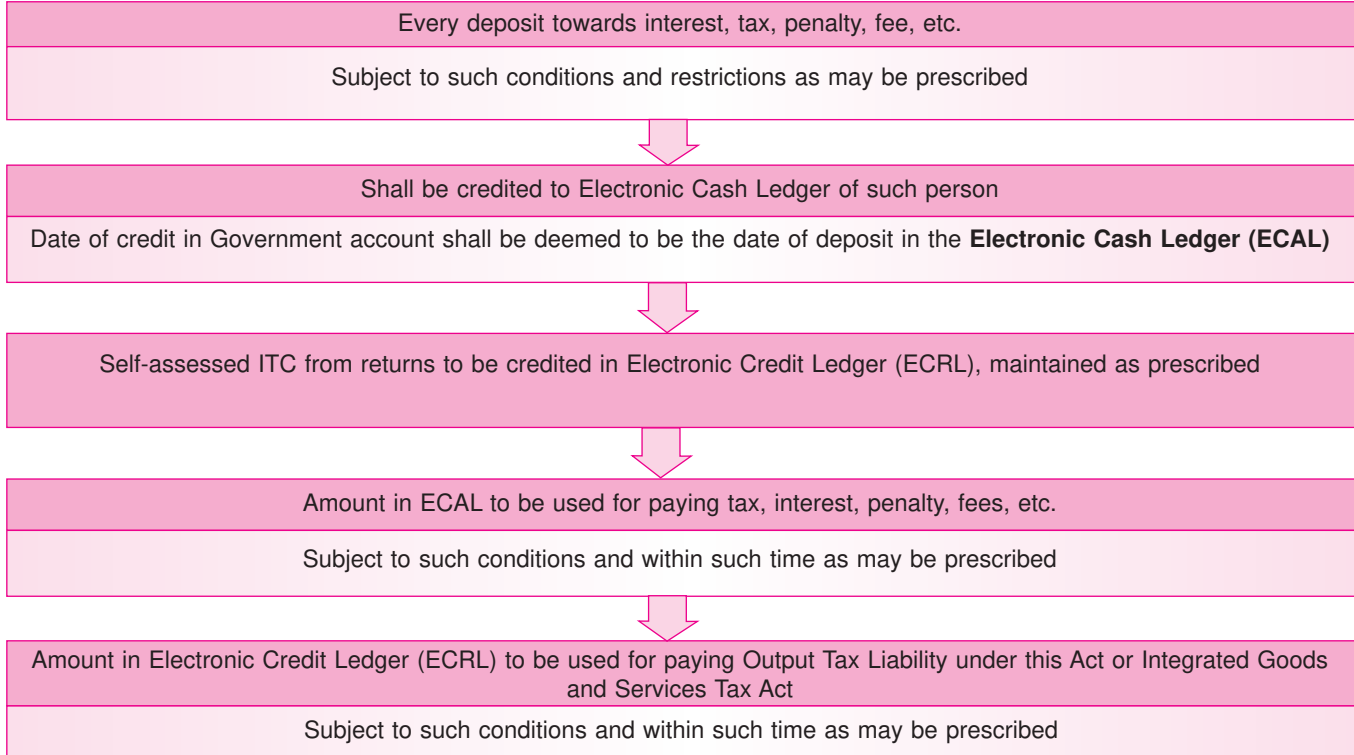 Every deposit towards interest, tax, penalty, fee, etc.
Subject to such conditions and restrictions as may be prescribed
Shall be credited to Electronic Cash Ledger of such person
Date of credit in Government account shall be deemed to be the date of deposit in the Electronic Cash Ledger (ECAL)
Self-assessed ITC from returns to be credited in Electronic Credit Ledger (ECRL), maintained as prescribed
Amount in ECAL to be used for paying tax, interest, penalty, fees, etc.
Subject to such conditions and within such time as may be prescribed
Amount in Electronic Credit Ledger (ECRL) to be used for paying Output Tax Liability under this Act or Integrated Goods
and Services Tax Act
Subject to such conditions and within such time as may be prescribed